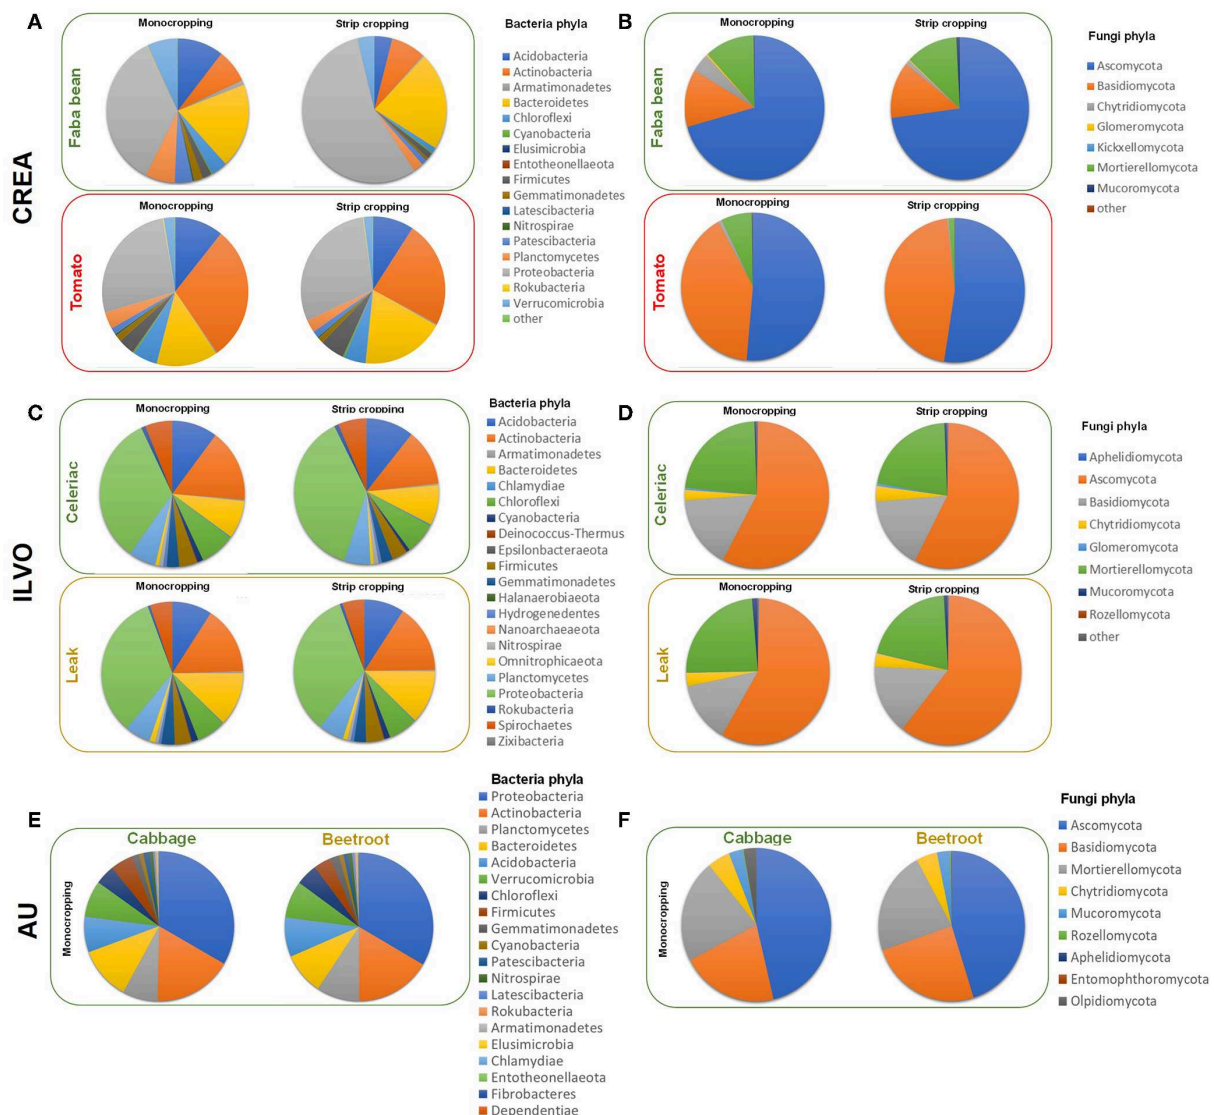 A
Monocropping
Strip cropping
Faba bean
Bacteria phyla
Acidobacteria
Actinobacteria
Armatimonadetes
Bacteroidetes
Chloroflexi
Cyanobacteria
Elusimicrobia
Entotheonellaeota
Firmicutes
Gemmatimonadetes
Latescibacteria
Nitrospirae
Patescibacteria
Planctomycetes
Proteobacteria
Rokubacteria
Verrucomicrobia
other
CREA
Monocropping
Strip cropping
Tomato
B
Monocropping
Strip cropping
Faba bean
Fungi phyla
Ascomycota
Basidiomycota
Chytridiomycota
Glomeromycota
Kickxellomycota
Mortierellomycota
Mucoromycota
other
Monocropping
Strip cropping
Tomato
C
Monocropping
Strip cropping
Celeriac
Bacteria phyla
Acidobacteria
Actinobacteria
Armatimonadetes
Bacteroidetes
Chlamydiae
Chloroflexi
Cyanobacteria
Deinococcus-Thermus
Epsilonbacteraeota
Firmicutes
Gemmatimonadetes
Halanaerobiaeota
Hydrogenedentes
Nanoarchaeaeota
Nitrospirae
Omnitrophicaeota
Planctomycetes
Proteobacteria
Rokubacteria
Spirochaetes
Zixibacteria
ILVO
Monocropping
Strip cropping
Leak
D
Monocropping
Strip cropping
Celeriac
Fungi phyla
Aphelidiomycota
Ascomycota
Basidiomycota
Chytridiomycota
Glomeromycota
Mortierellomycota
Mucoromycota
Rozellomycota
other
Monocropping
Strip cropping
Leak
E
Cabbage
Beetroot
AU
Monocropping
Bacteria phyla
Proteobacteria
Actinobacteria
Planctomycetes
Bacteroidetes
Acidobacteria
Verrucomicrobia
Chloroflexi
Firmicutes
Gemmatimonadetes
Cyanobacteria
Patescibacteria
Nitrospirae
Latescibacteria
Rokubacteria
Armatimonadetes
Elusimicrobia
Chlamydiae
Entotheonellaeota
Fibrobacteres
Dependentiae
F
Cabbage
Beetroot
Monocropping
Fungi phyla
Ascomycota
Basidiomycota
Mortierellomycota
Chytridiomycota
Mucoromycota
Rozellomycota
Aphelidiomycota
Entomophthoromycota
Olpidiomycota